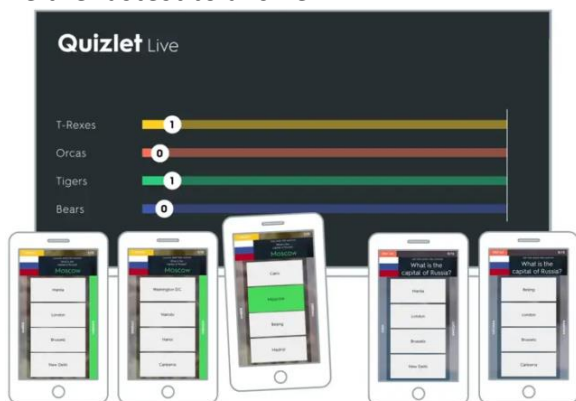 Quizlet Live
T-Rexes 1
Orcas 0
Tigers 1
Bears 0
Moscow
Manila
London
Brussels
New Delhi
Moscow
Washington D.C.
Nairobi
Hanoi
Canberra
Moscow
Cairo
Moscow
Beijing
Madrid
What is the
capital of Russia?
Manila
London
Brussels
New Delhi
What is the
capital of Russia?
Beijing
London
Brussels
Canberra